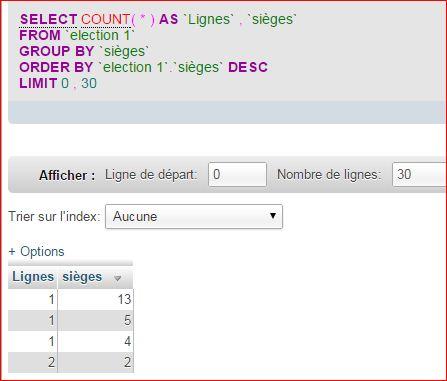 SELECT COUNT( * ) AS `Lignes` , `sièges`
FROM `election 1`
GROUP BY `sièges`
ORDER BY `election 1`.`sièges` DESC
LIMIT 0 , 30
Afficher : Ligne de départ: 0 Nombre de lignes: 30
Trier sur l'index: Aucune
+ Options
Lignes sièges
1 13
1 5
1 4
2 2